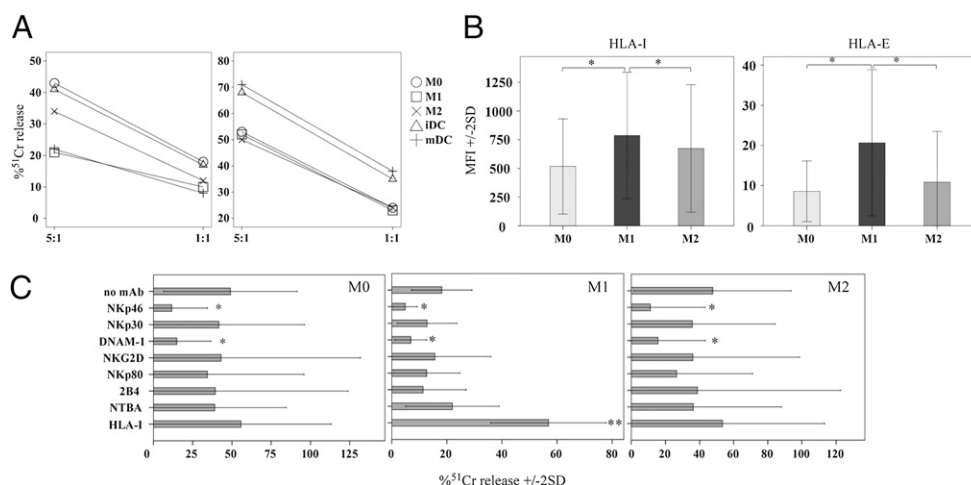 A
%⁵¹Cr release
50
40
30
20
10
0
5:1
1:1
80
70
60
50
40
30
20
5:1
1:1
M0
M1
M2
iDC
mDC
B
HLA-I
MFI +/-2SD
1250
1000
750
500
250
0
* *
M0 M1 M2
HLA-E
40
30
20
10
0
* *
M0 M1 M2
C
no mAb
NKp46
NKp30
DNAM-I
NKG2D
NKp80
2B4
NTBA
HLA-I
M0
*
*
0 25 50 75 100 125
M1
*
*
**
0 20 40 60 80
M2
*
*
0 20 40 60 80 100 120
%⁵¹Cr release +/-2SD